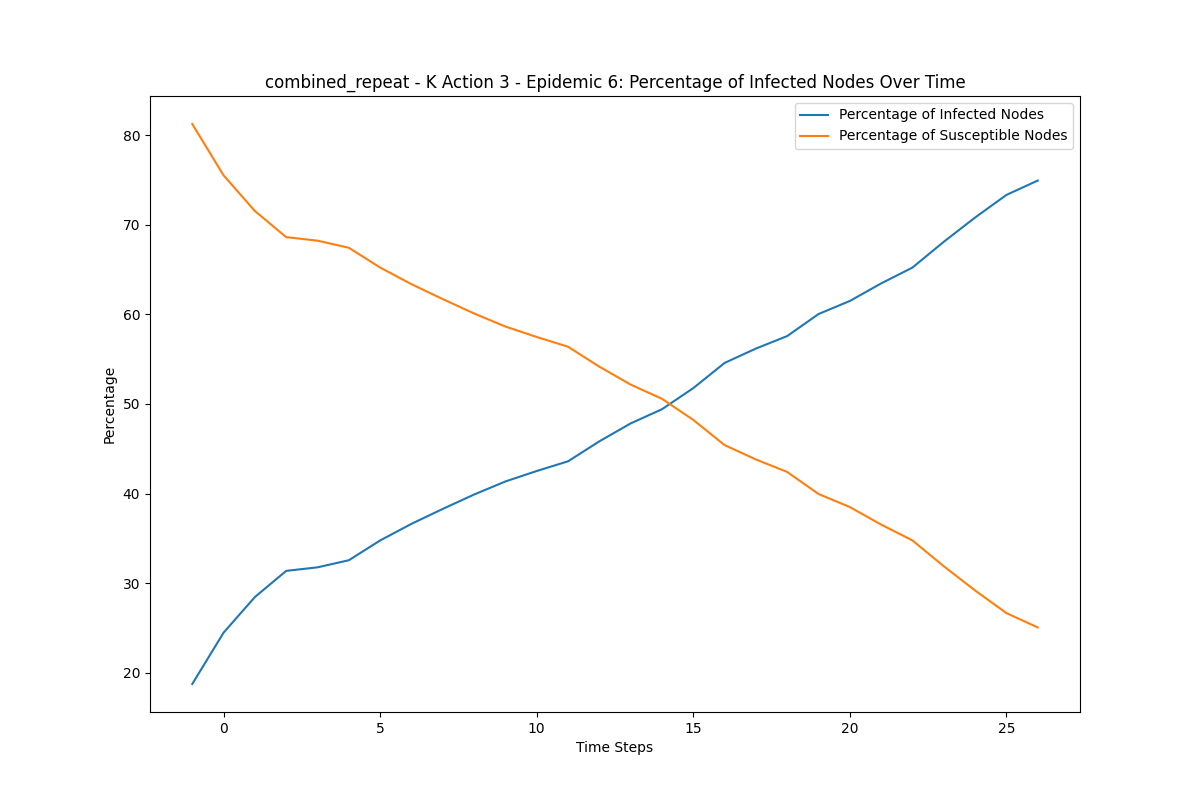 combined_repeat - K Action 3 - Epidemic 6: Percentage of Infected Nodes Over Time
Percentage of Infected Nodes
Percentage of Susceptible Nodes
80
70
60
50
40
30
20
Percentage
0 5 10 15 20 25
Time Steps